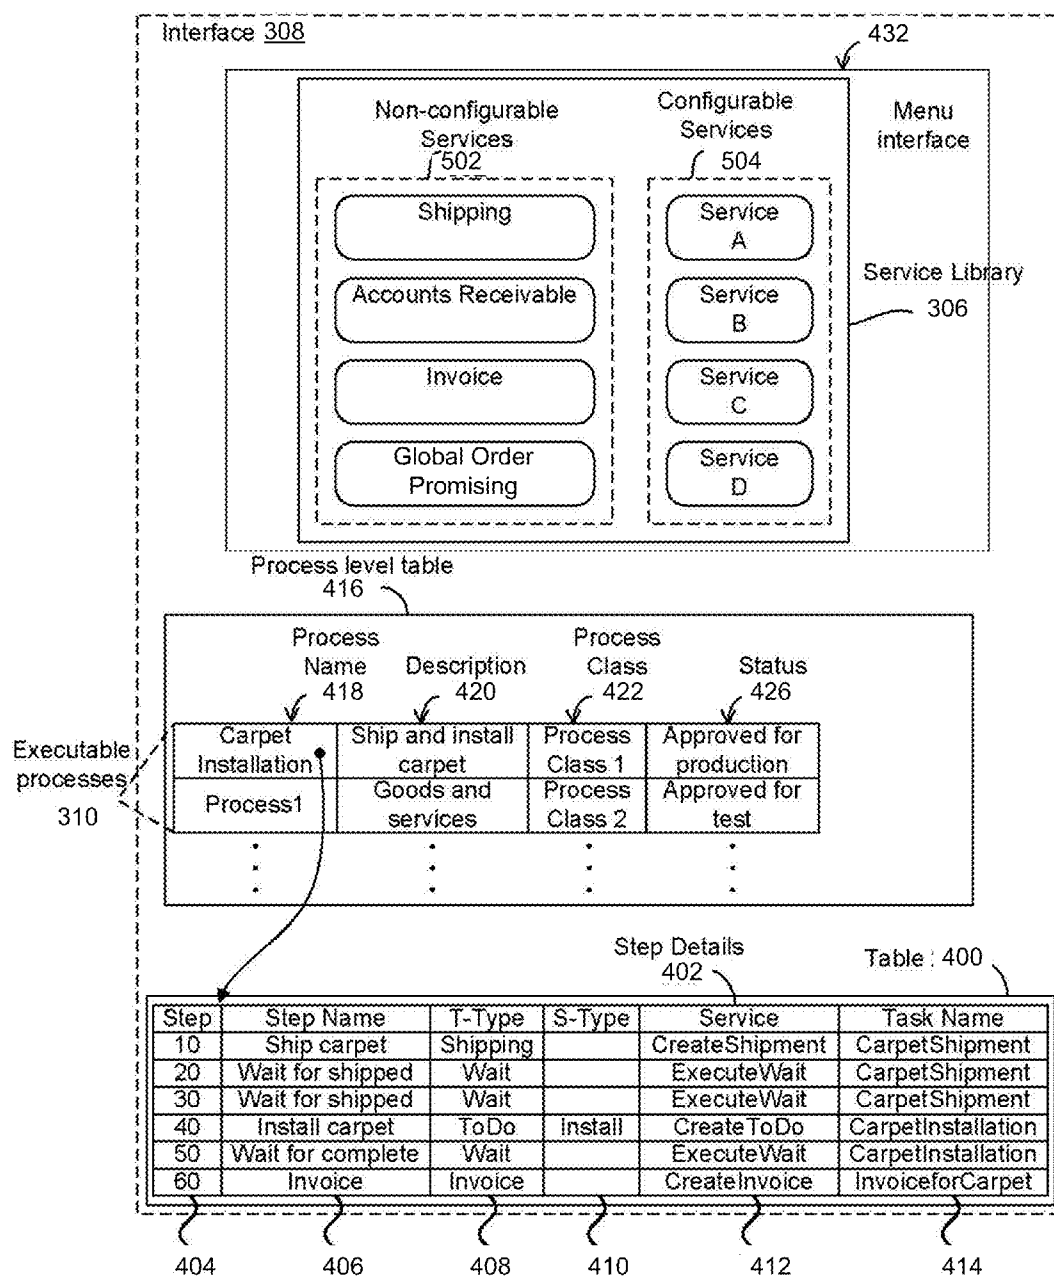 Interface 308
432
Non-configurable
Services
502
Configurable
Services
504
Menu
interface
Shipping
Accounts Receivable
Invoice
Global Order
Promising
Service
A
Service
B
Service
C
Service
D
Service Library
306
Process level table
416
Process
Name
418
Description
420
Process
Class
422
Status
426
Executable
processes
310
Carpet
Installation
Ship and install
carpet
Process
Class 1
Approved for
production
Process1
Goods and
services
Process
Class 2
Approved for
test
Step Details
402
Table : 400
Step Step Name T-Type S-Type Service Task Name
10 Ship carpet Shipping CreateShipment CarpetShipment
20 Wait for shipped Wait ExecuteWait CarpetShipment
30 Wait for shipped Wait ExecuteWait CarpetShipment
40 Install carpet ToDo Install CreateToDo CarpetInstallation
50 Wait for complete Wait ExecuteWait CarpetInstallation
60 Invoice Invoice CreateInvoice InvoiceforCarpet
404 406 408 410 412 414